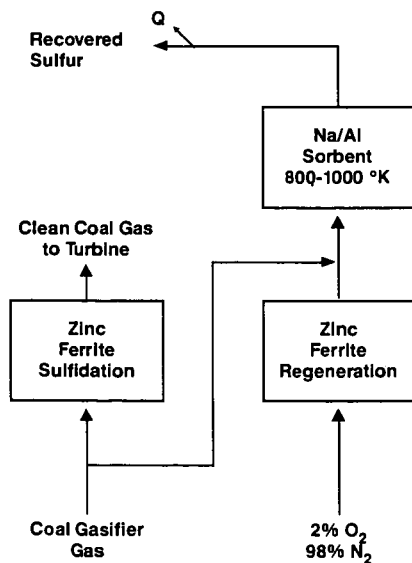 Q
Recovered
Sulfur
Na/Al
Sorbent
800-1000 °K
Clean Coal Gas
to Turbine
Zinc
Ferrite
Sulfidation
Zinc
Ferrite
Regeneration
Coal Gasifier
Gas
2% O₂
98% N₂